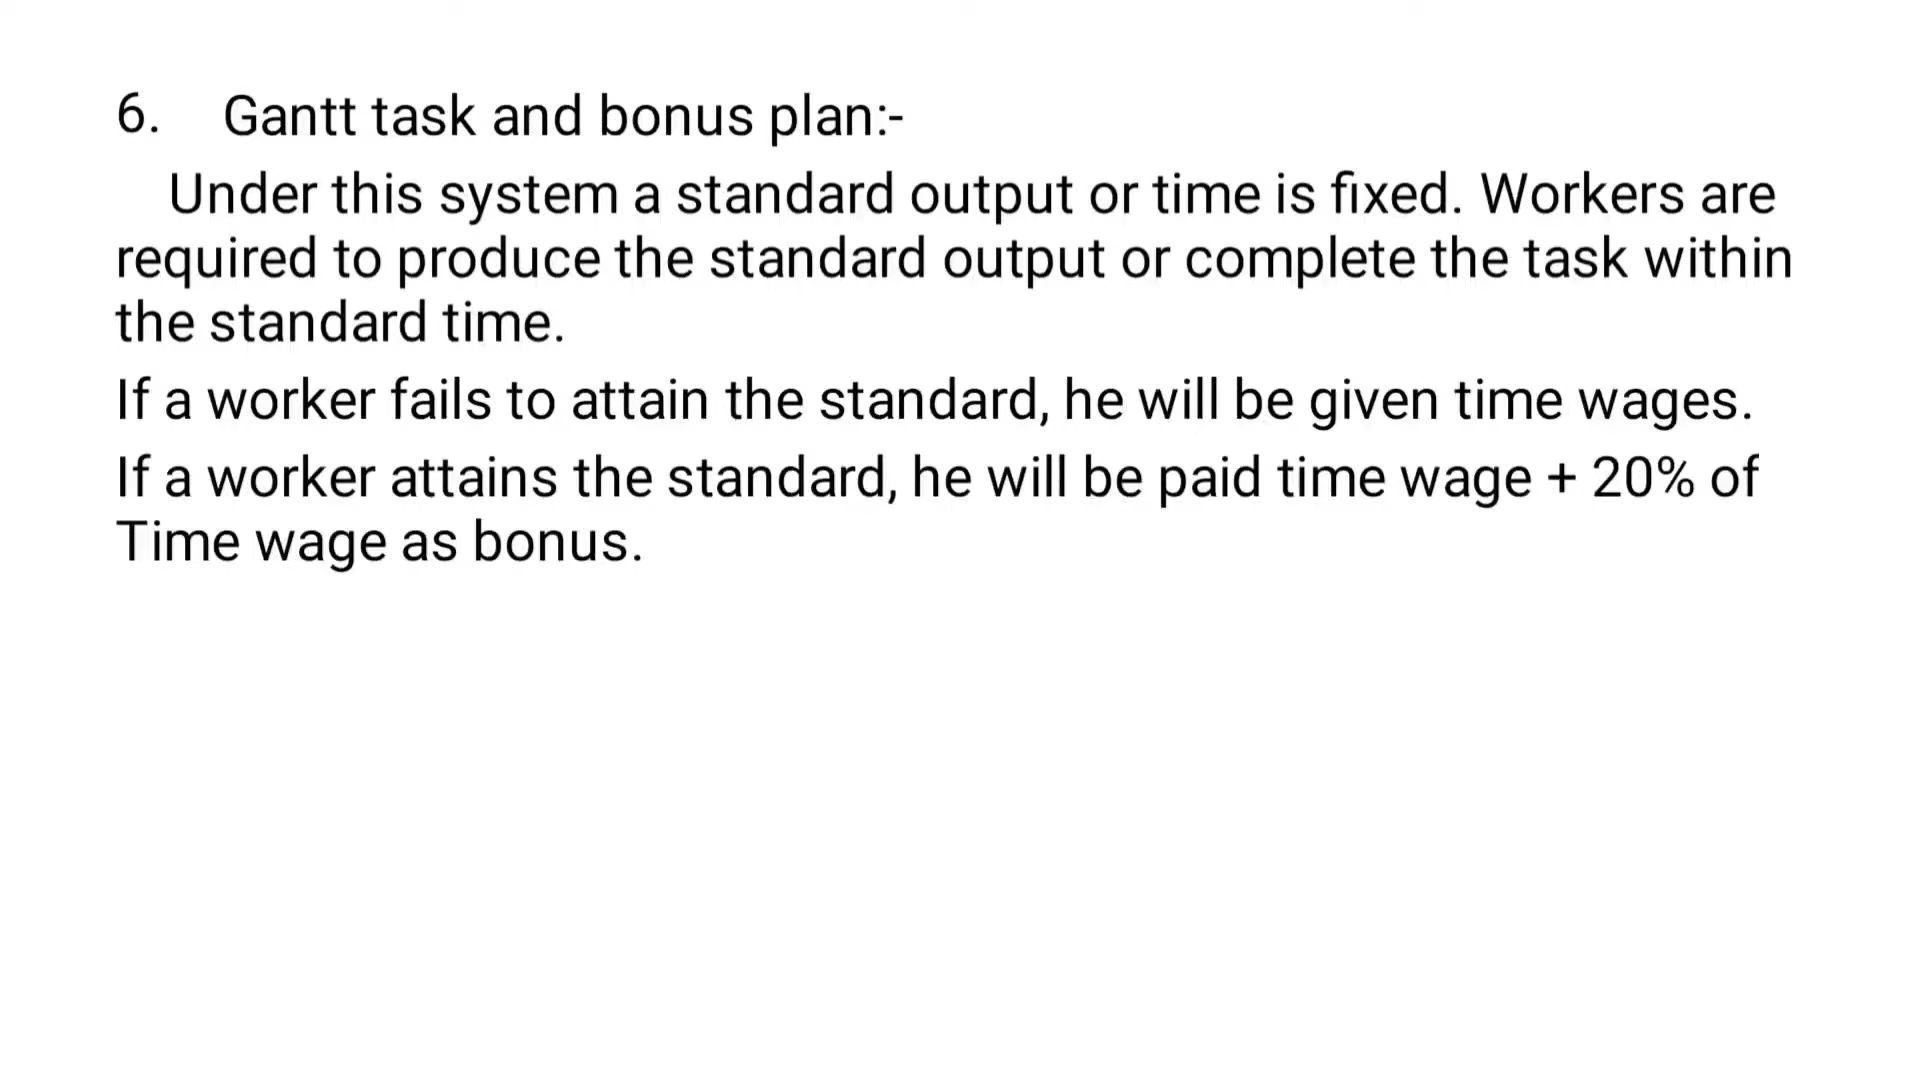 6. Gantt task and bonus plan:-
Under this system a standard output or time is fixed. Workers are
required to produce the standard output or complete the task within
the standard time.
If a worker fails to attain the standard, he will be given time wages.
If a worker attains the standard, he will be paid time wage + 20% of
Time wage as bonus.